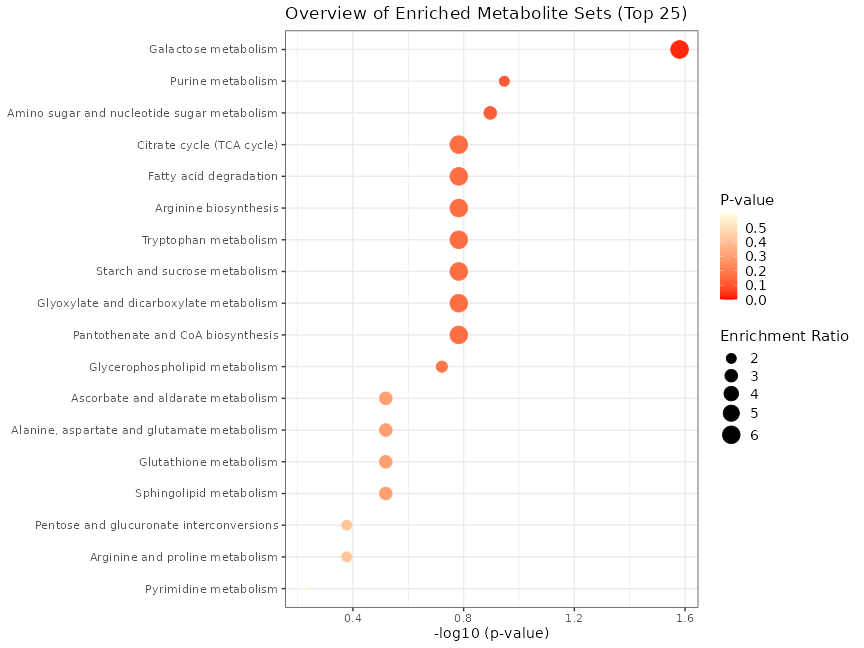 Overview of Enriched Metabolite Sets (Top 25)
Galactose metabolism
Purine metabolism
Amino sugar and nucleotide sugar metabolism
Citrate cycle (TCA cycle)
Fatty acid degradation
Arginine biosynthesis
Tryptophan metabolism
Starch and sucrose metabolism
Glyoxylate and dicarboxylate metabolism
Pantothenate and CoA biosynthesis
Glycerophospholipid metabolism
Ascorbate and aldarate metabolism
Alanine, aspartate and glutamate metabolism
Glutathione metabolism
Sphingolipid metabolism
Pentose and glucuronate interconversions
Arginine and proline metabolism
Pyrimidine metabolism
0.4 0.8 1.2 1.6
-log10 (p-value)
P-value
0.5
0.4
0.3
0.2
0.1
0.0
Enrichment Ratio
2
3
4
5
6